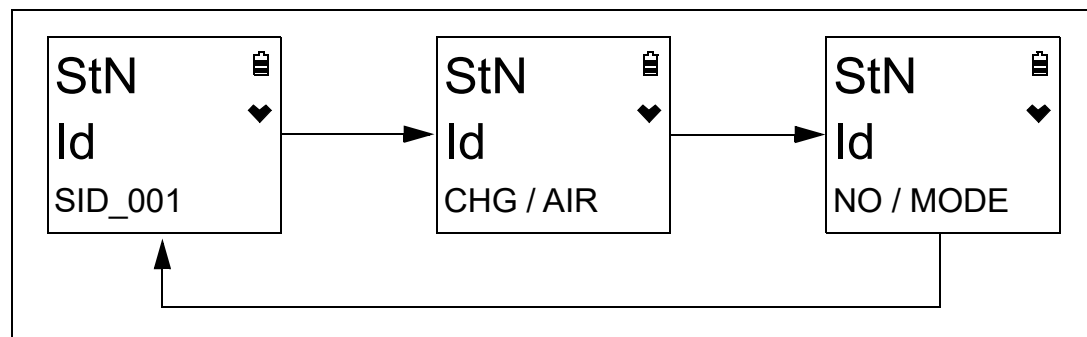 StN
Id
SID_001
StN
Id
CHG / AIR
StN
Id
NO / MODE